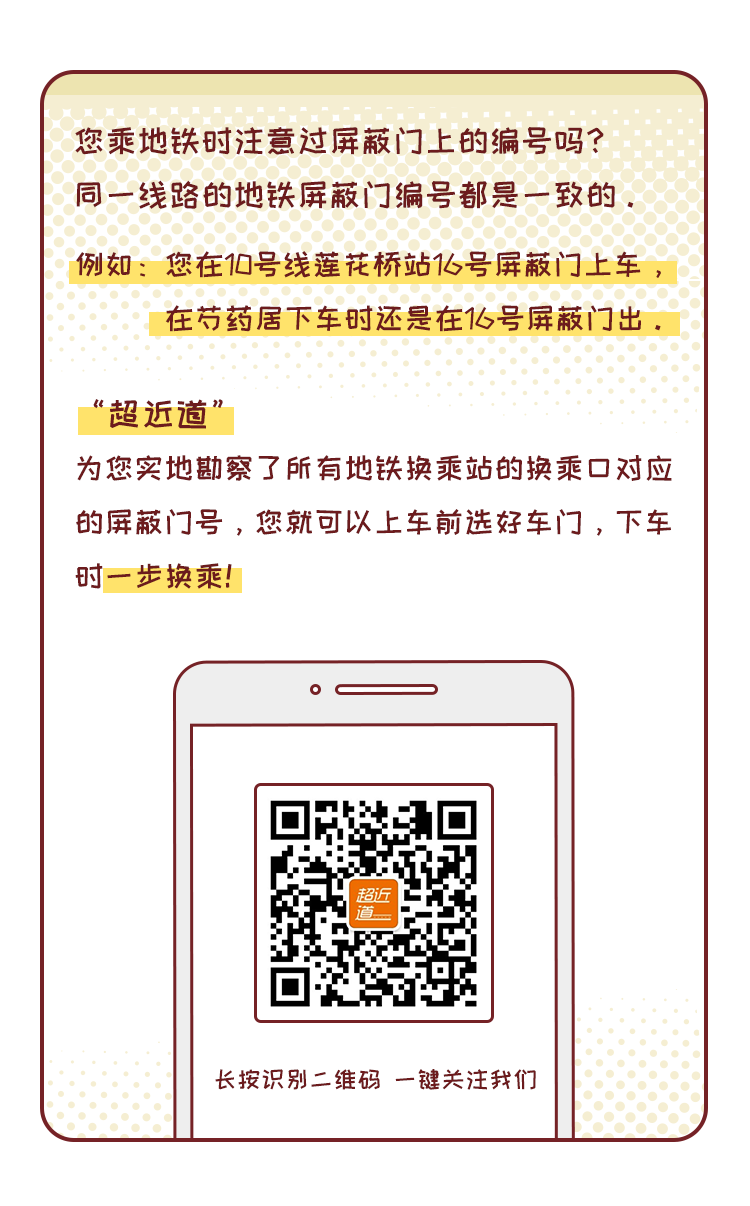 您乘地铁时注意过屏蔽门上的编号吗?
同一线路的地铁屏蔽门编号都是一致的.
例如:您在10号线莲花桥站16号屏蔽门上车,
在芍药居下车时还是在16号屏蔽门出.
“超近道”
为您实地勘察了所有地铁换乘站的换乘口对应
的屏蔽门号,您就可以上车前选好车门,下车
时一步换乘!
超近
道
长按识别二维码 一键关注我们